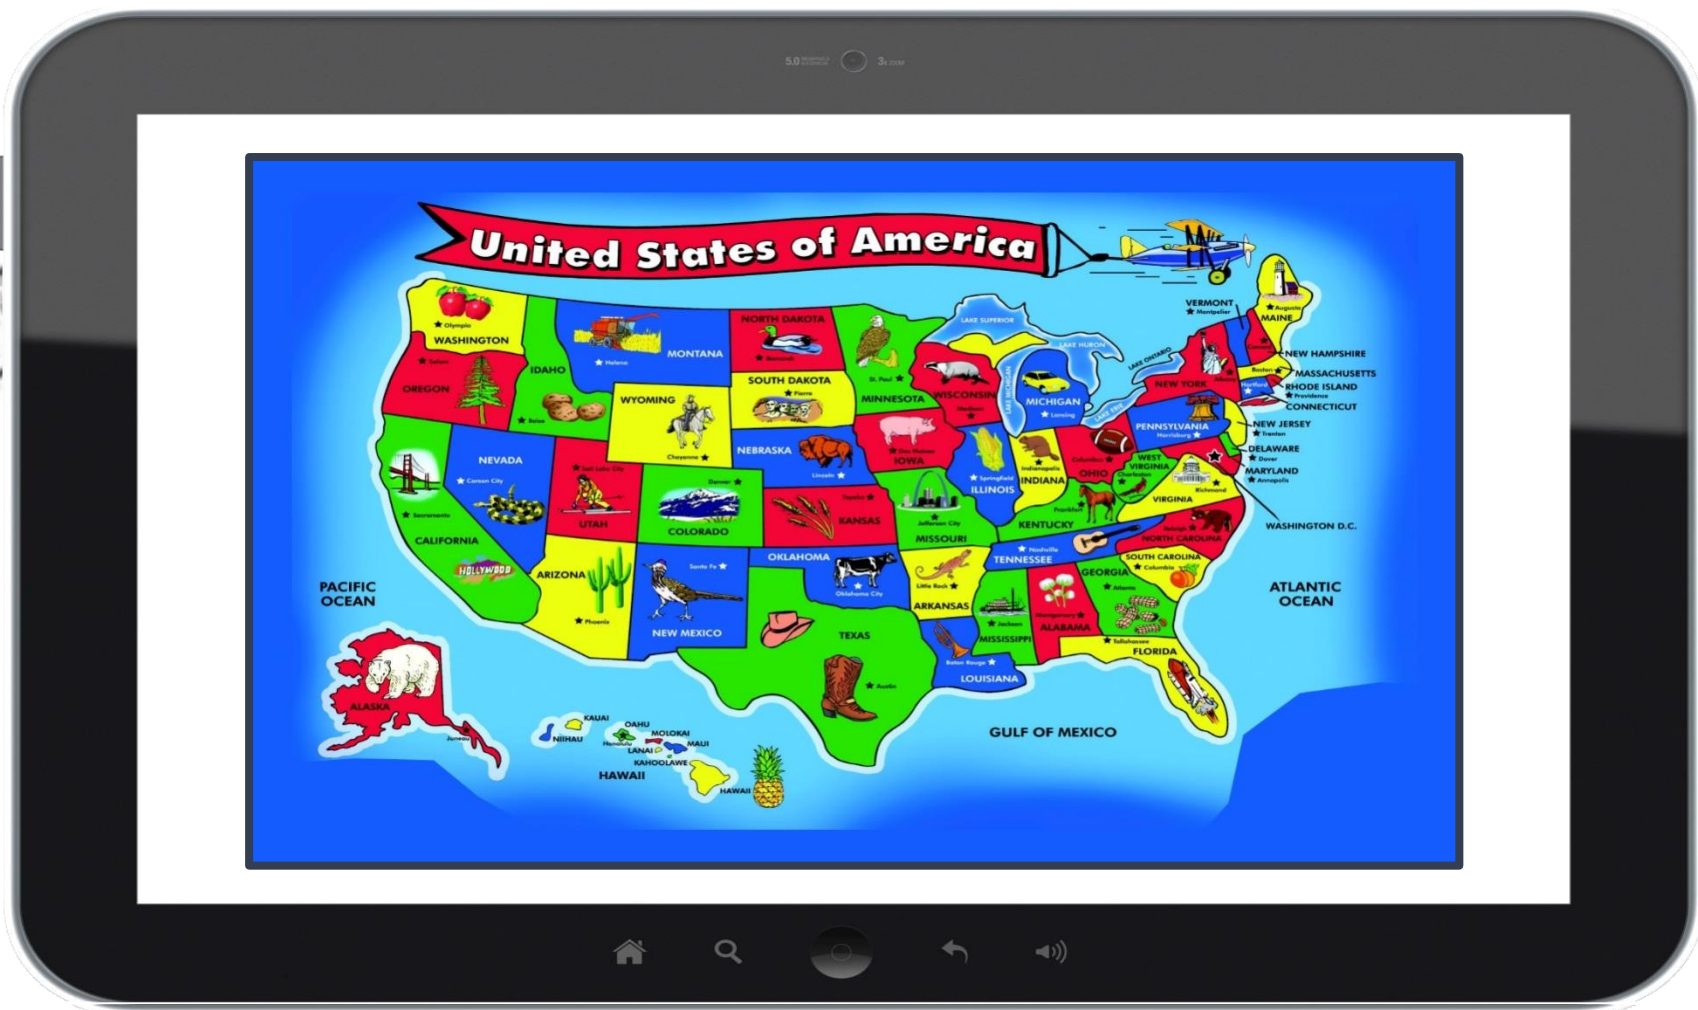 5.0
3x ZOOM
United States of America
Olympia
WASHINGTON
Salem
OREGON
IDAHO
Boise
Helena
MONTANA
WYOMING
Cheyenne
NORTH DAKOTA
Bismarck
SOUTH DAKOTA
Pierre
NEBRASKA
Lincoln
St. Paul
MINNESOTA
WISCONSIN
Madison
LAKE SUPERIOR
LAKE HURON
LAKE MICHIGAN
LAKE ONTARIO
LAKE ERIE
MICHIGAN
Lansing
VERMONT
Montpelier
Augusta
MAINE
Concord
NEW HAMPSHIRE
Boston
MASSACHUSETTS
RHODE ISLAND
Providence
Hartford
CONNECTICUT
NEW YORK
Albany
PENNSYLVANIA
Harrisburg
NEW JERSEY
Trenton
DELAWARE
Dover
MARYLAND
Annapolis
WASHINGTON D.C.
NEVADA
Carson City
Sacramento
CALIFORNIA
HOLLYWOOD
Salt Lake City
UTAH
Denver
COLORADO
Topeka
KANSAS
Des Moines
IOWA
Springfield
ILLINOIS
Indianapolis
INDIANA
Columbus
OHIO
WEST
VIRGINIA
Charleston
Richmond
VIRGINIA
Frankfort
KENTUCKY
Jefferson City
MISSOURI
Nashville
TENNESSEE
Raleigh
NORTH CAROLINA
SOUTH CAROLINA
Columbia
GEORGIA
Atlanta
ARIZONA
Phoenix
Santa Fe
NEW MEXICO
OKLAHOMA
Oklahoma City
Little Rock
ARKANSAS
TEXAS
Austin
Baton Rouge
LOUISIANA
Jackson
MISSISSIPPI
Montgomery
ALABAMA
Tallahassee
FLORIDA
PACIFIC
OCEAN
ATLANTIC
OCEAN
GULF OF MEXICO
ALASKA
Juneau
KAUAI
NIIHAU
OAHU
Honolulu
MOLOKAI
LANAI
MAUI
KAHOOLAWE
HAWAII
HAWAII